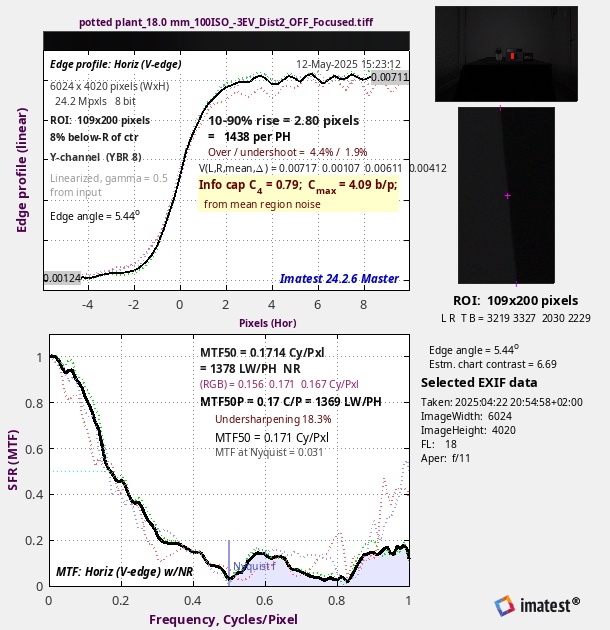 potted plant_18.0 mm_100ISO_-3EV_Dist2_OFF_Focused.tiff
Edge profile: Horiz (V-edge)
12-May-2025 15:23:12
6024 x 4020 pixels (WxH)
24.2 Mpxls   8 bit
ROI:  109x200 pixels
8% below-R of ctr
Y-channel  (YBR 8)
Linearized, gamma = 0.5
from input
Edge angle = 5.44°
0.00711
10-90% rise = 2.80 pixels
=   1438 per PH
Over / undershoot =  4.4% /  1.9%
V(L,R,mean,Δ) = 0.00717  0.00107  0.00611  0.00412
Info cap C4 = 0.79;  Cmax = 4.09 b/p;
from mean region noise
0.00124
Imatest 24.2.6 Master
Edge profile (linear)
-4 -2 0 2 4 6 8
Pixels (Hor)
MTF50 = 0.1714 Cy/Pxl
= 1378 LW/PH  NR
(RGB) = 0.156  0.171  0.167 Cy/Pxl
MTF50P = 0.17 C/P = 1369 LW/PH
Undersharpening 18.3%
MTF50 = 0.171 Cy/Pxl
MTF at Nyquist = 0.031
Nyquist f
MTF: Horiz (V-edge) w/NR
SFR (MTF)
1
0.8
0.6
0.4
0.2
0
0 0.2 0.4 0.6 0.8 1
Frequency, Cycles/Pixel
ROI:  109x200 pixels
L R  T B = 3219 3327  2030 2229
Edge angle = 5.44°
Estm. chart contrast = 6.69
Selected EXIF data
Taken: 2025:04:22 20:54:58+02:00
ImageWidth:  6024
ImageHeight:  4020
FL:   18
Aper:  f/11
imatest®